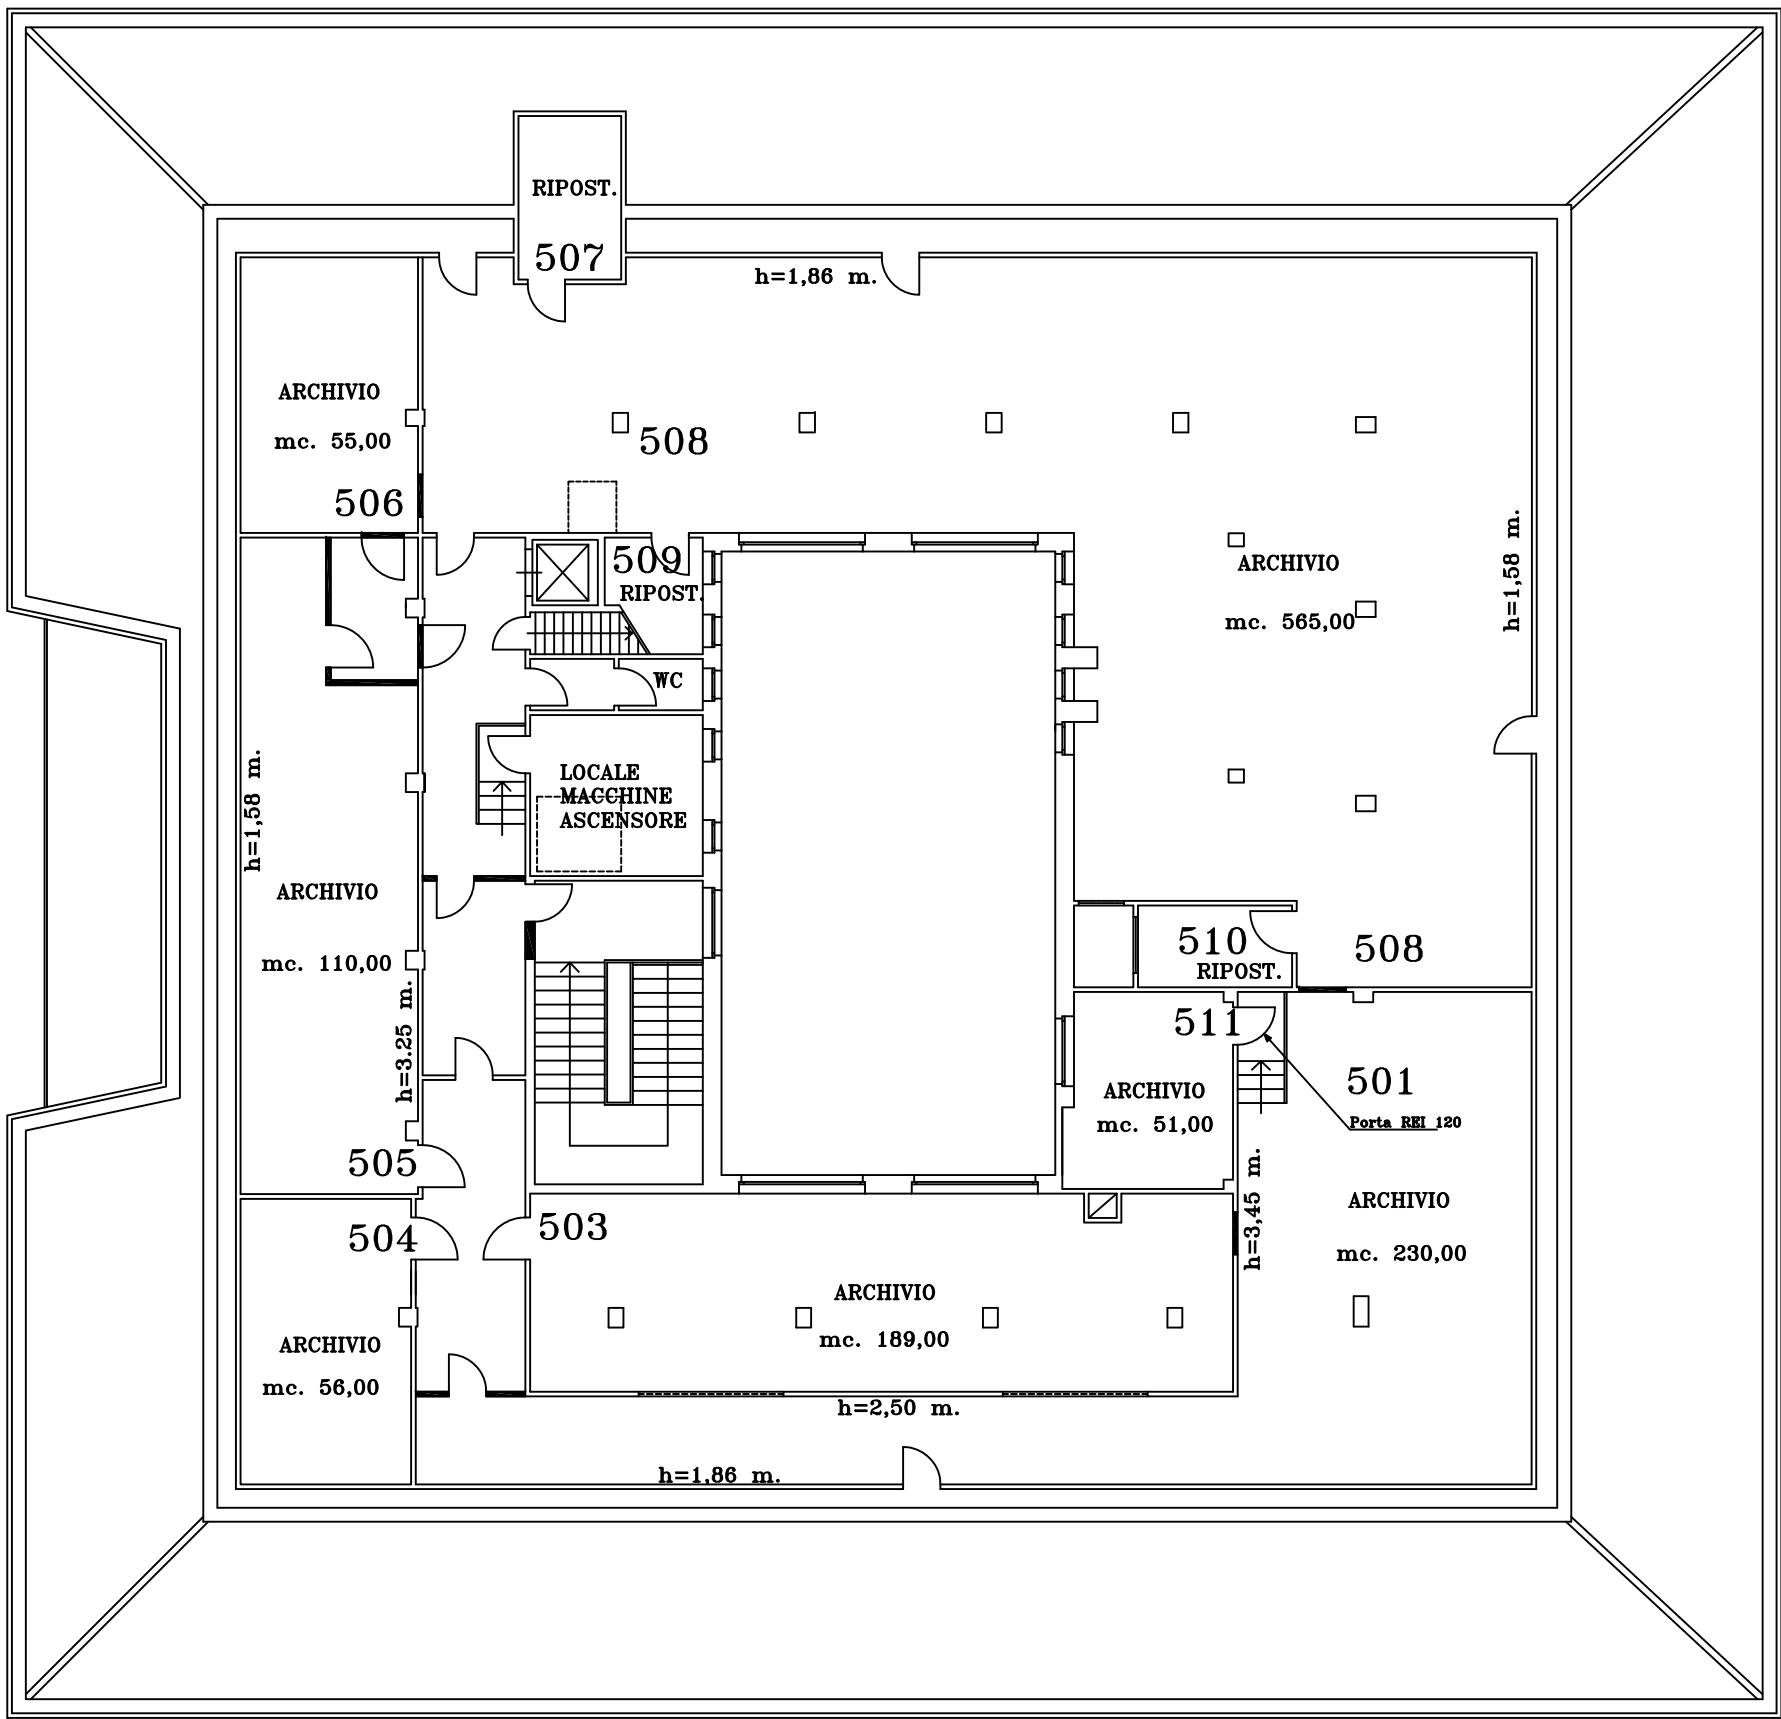 RIPOST.
507
h=1,86 m.
ARCHIVIO
mc. 55,00
506
508
509
RIPOST.
ARCHIVIO
mc. 565,00
h=1,58 m.
WC
LOCALE
MACCHINE
ASCENSORE
h=1,58 m.
ARCHIVIO
mc. 110,00
h=3.25 m.
505
510
RIPOST.
508
511
ARCHIVIO
mc. 51,00
501
Porta REI 120
h=3,45 m.
ARCHIVIO
mc. 230,00
504
503
ARCHIVIO
mc. 189,00
ARCHIVIO
mc. 56,00
h=2,50 m.
h=1,86 m.